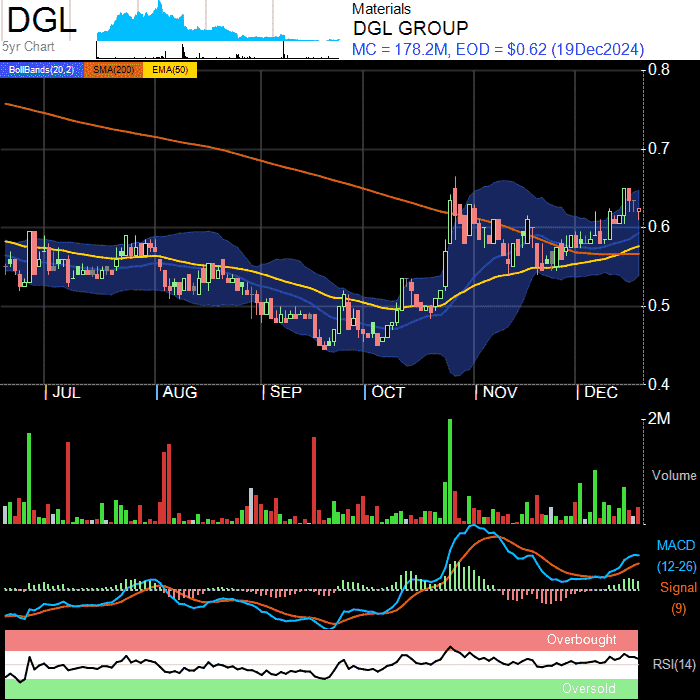 DGL
5yr Chart
Materials
DGL GROUP
MC = 178.2M, EOD = $0.62 (19Dec2024)
BollBands(20,2) SMA(200) EMA(50)
0.8
0.7
0.6
0.5
0.4
JUL AUG SEP OCT NOV DEC
2M
Volume
MACD
(12-26)
Signal
(9)
Overbought
RSI(14)
Oversold